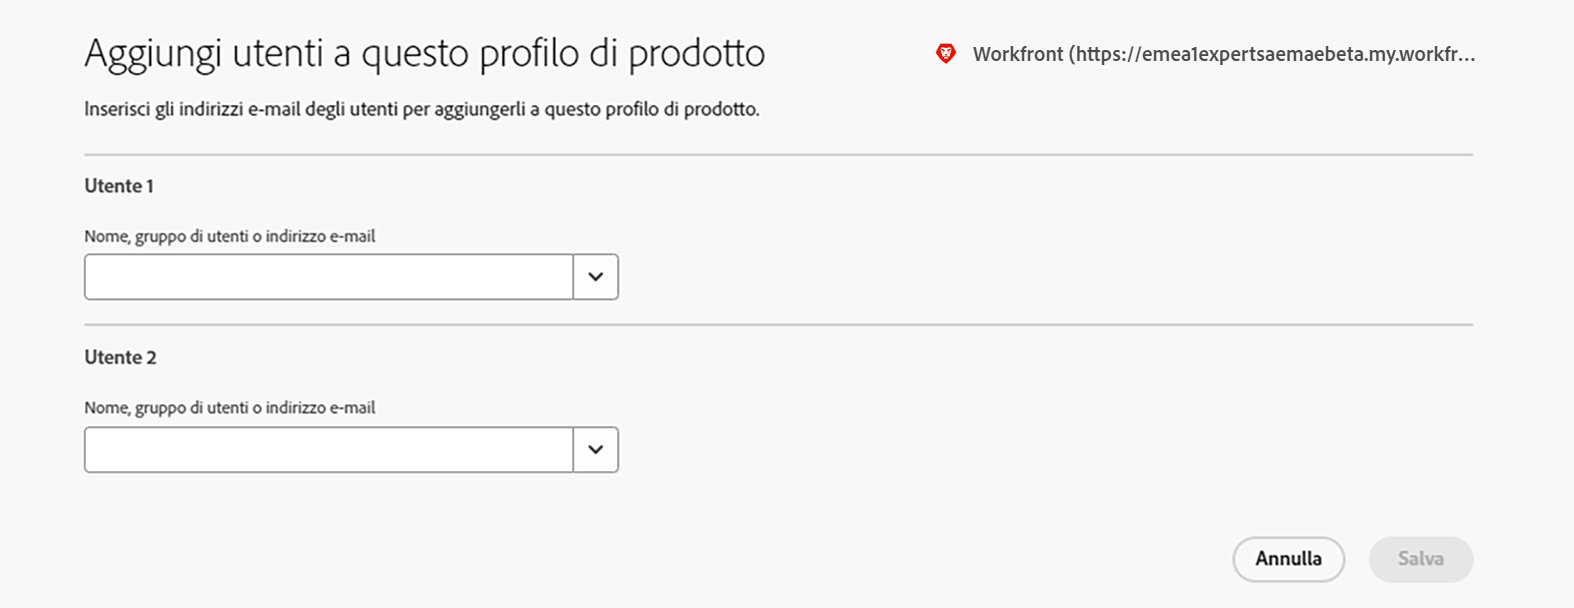 Aggiungi utenti a questo profilo di prodotto
Workfront (https://emea1expertsaemaebeta.my.workfr...
Inserisci gli indirizzi e-mail degli utenti per aggiungerli a questo profilo di prodotto.
Utente 1
Nome, gruppo di utenti o indirizzo e-mail
Utente 2
Nome, gruppo di utenti o indirizzo e-mail
Annulla
Salva